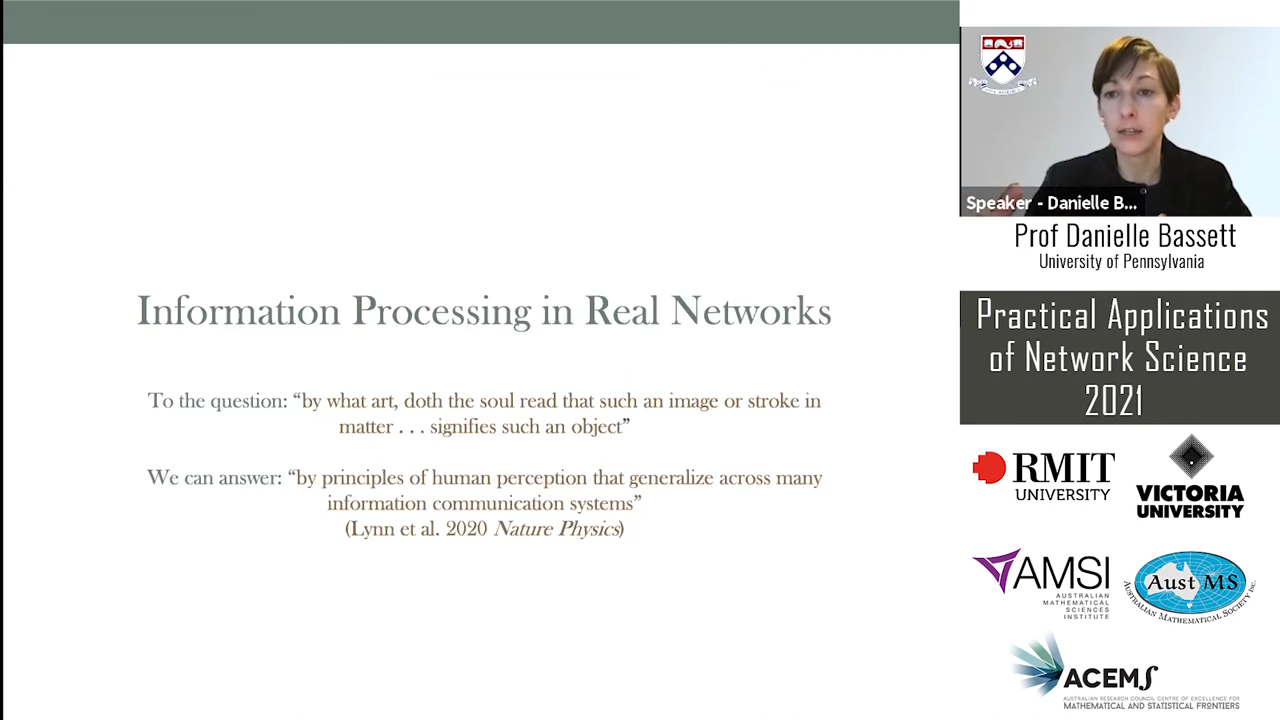 Information Processing in Real Networks
To the question: “by what art, doth the soul read that such an image or stroke in
matter . . . signifies such an object”
We can answer: “by principles of human perception that generalize across many
information communication systems”
(Lynn et al. 2020 Nature Physics)
Speaker - Danielle B...
Prof Danielle Bassett
University of Pennsylvania
Practical Applications
of Network Science
2021
RMIT
UNIVERSITY
VICTORIA
UNIVERSITY
AMSI
AUSTRALIAN
MATHEMATICAL
SCIENCES
INSTITUTE
Aust MS
AUSTRALIAN MATHEMATICAL SOCIETY INC.
ACEMS
AUSTRALIAN RESEARCH COUNCIL CENTRE OF EXCELLENCE FOR
MATHEMATICAL AND STATISTICAL FRONTIERS